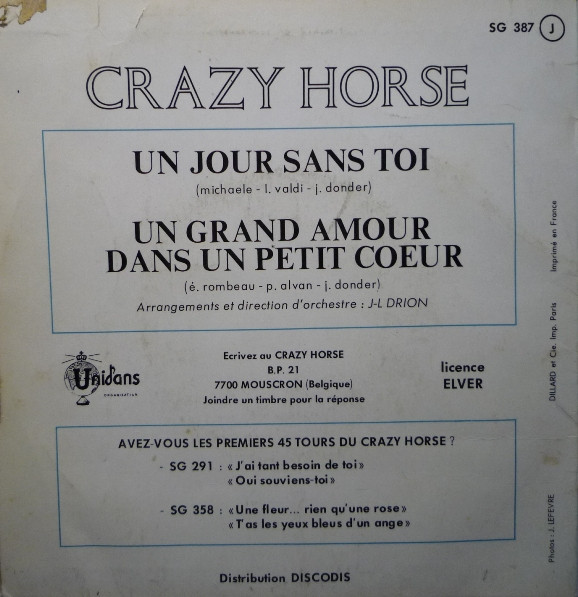 SG 387 J
CRAZY HORSE
UN JOUR SANS TOI
(michaele - l. valdi - j. donder)
UN GRAND AMOUR
DANS UN PETIT COEUR
(é. rombeau - p. alvan - j. donder)
Arrangements et direction d'orchestre : J-L DRION
Unidans
ORGANISATION
Ecrivez au CRAZY HORSE
B.P. 21
7700 MOUSCRON (Belgique)
Joindre un timbre pour la réponse
licence
ELVER
AVEZ-VOUS LES PREMIERS 45 TOURS DU CRAZY HORSE ?
- SG 291 : « J'ai tant besoin de toi »
« Oui souviens-toi »
- SG 358 : « Une fleur... rien qu'une rose »
« T'as les yeux bleus d'un ange »
Distribution DISCODIS
Photos : J. LEFEVRE
DILLARD et Cie. Imp. Paris
Imprimé en France